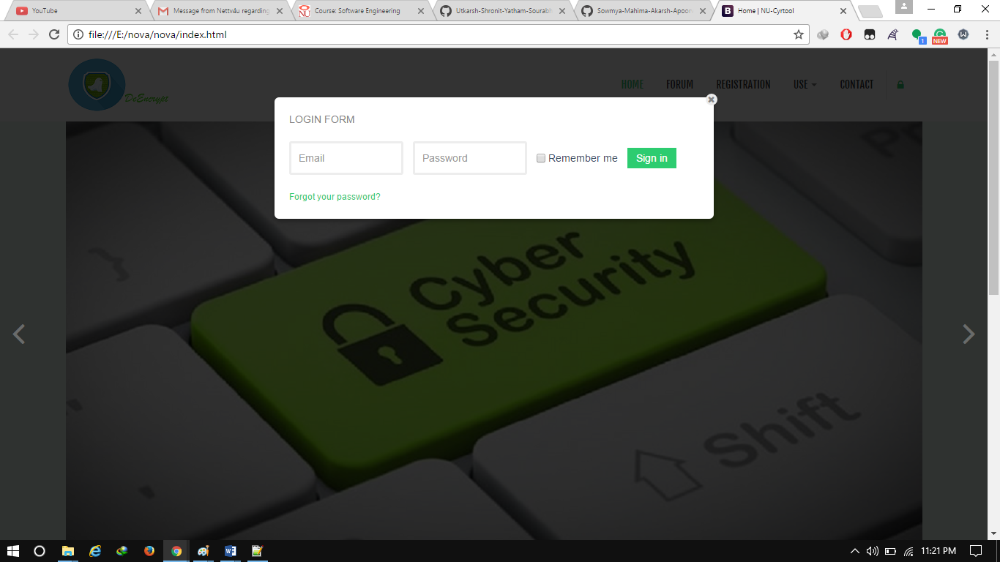 YouTube
Message from Nettv4u regarding
Course: Software Engineering
Utkarsh-Shronit-Yatham-Sourabh
Sowmya-Mahima-Akarsh-Apoor
Home | NU-Cyrtool
file:///E:/nova/nova/index.html
1
NEW
DeEncrypt
HOME FORUM REGISTRATION USE CONTACT
LOGIN FORM
Email Password Remember me Sign in
Forgot your password?
Pr
}
Cyber
Security
Shift
11:21 PM